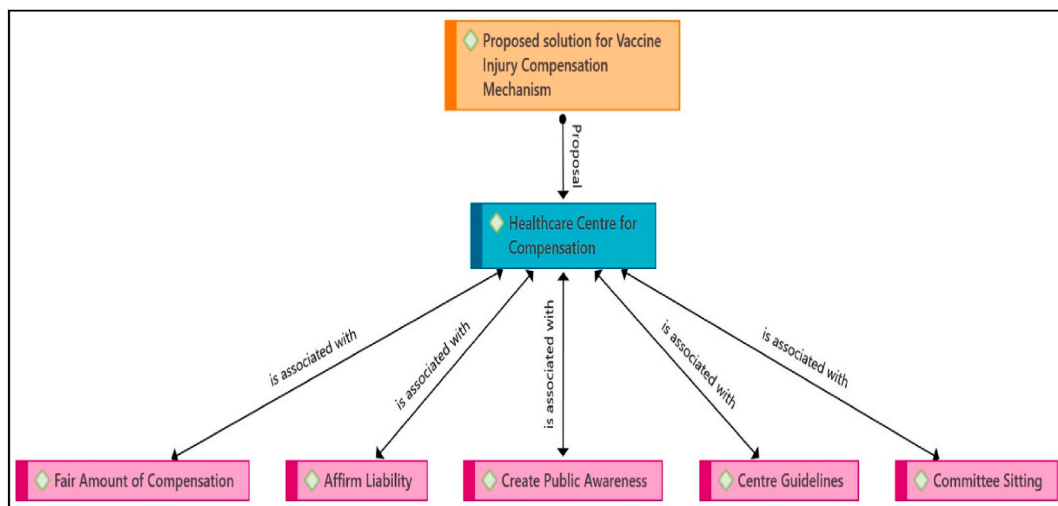 Proposed solution for Vaccine
Injury Compensation
Mechanism
Proposal
Healthcare Centre for
Compensation
is associated with
is associated with
is associated with
is associated with
is associated with
Fair Amount of Compensation
Affirm Liability
Create Public Awareness
Centre Guidelines
Committee Sitting